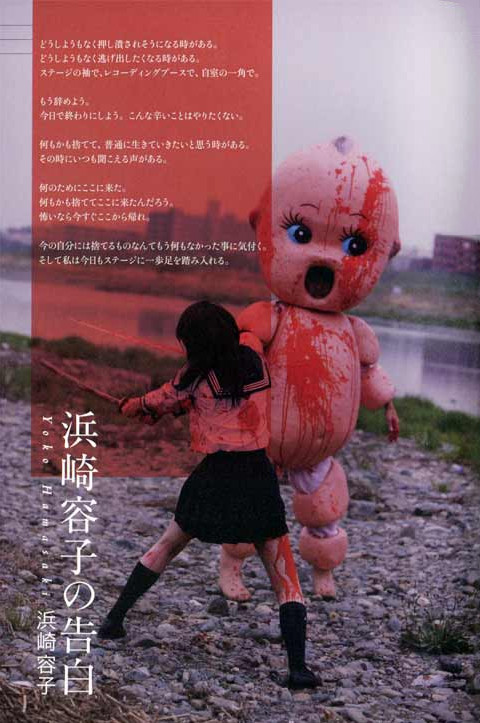 どうしようもなく押し潰されそうになる時がある。
どうしようもなく逃げ出したくなる時がある。
ステージの袖で、レコーディングブースで、自室の一角で。
もう辞めよう。
今日で終わりにしよう。こんな辛いことはやりたくない。
何もかも捨てて、普通に生きていきたいと思う時がある。
その時にいつも聞こえる声がある。
何のためにここに来た。
何もかも捨ててここに来たんだろう。
怖いなら今すぐここから帰れ。
今の自分には捨てるものなんてもう何もなかった事に気付く。
そして私は今日もステージに一歩足を踏み入れる。
浜崎容子の告白
Yoko Hamasaki
浜崎容子